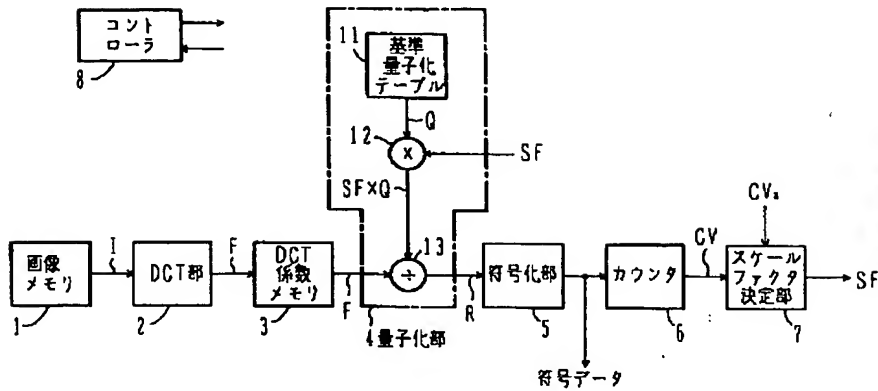 コント
ローラ
8
11
基準
量子化
テーブル
Q
12
×
SF
SF×Q
CVa
13
CV
画像
メモリ
I
DCT部
F
DCT
係数
メモリ
F
÷
R
符号化部
カウンタ
スケール
ファクタ
決定部
SF
1
2
3
4量子化部
5
6
7
符号データ